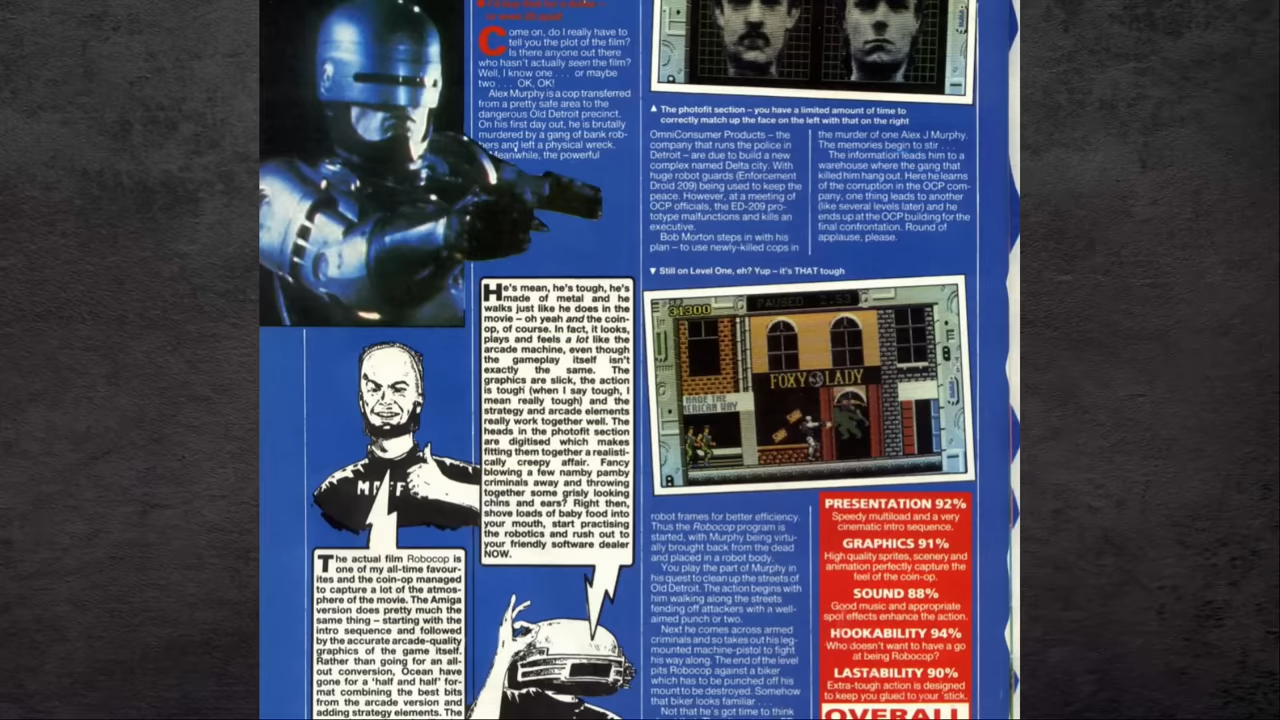 Come on, do I really have to
tell you the plot of the film?
Is there anyone out there
who hasn't actually seen the film?
Well, I know one . . . or maybe
two . . . OK, OK!
Alex Murphy is a cop transferred
from a pretty safe area to the
dangerous Old Detroit precinct.
On his first day out, he is brutally
murdered by a gang of bank rob-
bers and left a physical wreck.
Meanwhile, the powerful
▲ The photofit section – you have a limited amount of time to
correctly match up the face on the left with that on the right
OmniConsumer Products – the
company that runs the police in
Detroit – are due to build a new
complex named Delta city. With
huge robot guards (Enforcement
Droid 209) being used to keep the
peace. However, at a meeting of
OCP officials, the ED-209 pro-
totype malfunctions and kills an
executive.
Bob Morton steps in with his
plan – to use newly-killed cops in
the murder of one Alex J Murphy.
The memories begin to stir . . .
The information leads him to a
warehouse where the gang that
killed him hang out. Here he learns
of the corruption in the OCP com-
pany, one thing leads to another
(like several levels later) and he
ends up at the OCP building for the
final confrontation. Round of
applause, please.
▼ Still on Level One, eh? Yup – it's THAT tough
31300
PAUSED 2.53
FOXY LADY
MADE THE
MERICAN WAY
He's mean, he's tough, he's
made of metal and he
walks just like he does in the
movie – oh yeah and the coin-
op, of course. In fact, it looks,
plays and feels a lot like the
arcade machine, even though
the gameplay itself isn't
exactly the same. The
graphics are slick, the action
is tough (when I say tough, I
mean really tough) and the
strategy and arcade elements
really work together well. The
heads in the photofit section
are digitised which makes
fitting them together a realisti-
cally creepy affair. Fancy
blowing a few namby pamby
criminals away and throwing
together some grisly looking
chins and ears? Right then,
shove loads of baby food into
your mouth, start practising
the robotics and rush out to
your friendly software dealer
NOW.
The actual film Robocop is
one of my all-time favour-
ites and the coin-op managed
to capture a lot of the atmos-
phere of the movie. The Amiga
version does pretty much the
same thing – starting with the
intro sequence and followed
by the accurate arcade-quality
graphics of the game itself.
Rather than going for an all-
out conversion, Ocean have
gone for a 'half and half' for-
mat combining the best bits
from the arcade version and
adding strategy elements. The
robot frames for better efficiency.
Thus the Robocop program is
started, with Murphy being virtu-
ally brought back from the dead
and placed in a robot body.
You play the part of Murphy in
his quest to clean up the streets of
Old Detroit. The action begins with
him walking along the streets
fending off attackers with a well-
aimed punch or two.
Next he comes across armed
criminals and so takes out his leg-
mounted machine-pistol to fight
his way along. The end of the level
pits Robocop against a biker
which has to be punched off his
mount to be destroyed. Somehow
that biker looks familiar . . .
Not that he's got time to think
PRESENTATION 92%
Speedy multiload and a very
cinematic intro sequence.
GRAPHICS 91%
High quality sprites, scenery and
animation perfectly capture the
feel of the coin-op.
SOUND 88%
Good music and appropriate
spot effects enhance the action.
HOOKABILITY 94%
Who doesn't want to have a go
at being Robocop?
LASTABILITY 90%
Extra-tough action is designed
to keep you glued to your 'stick.
OVERALL